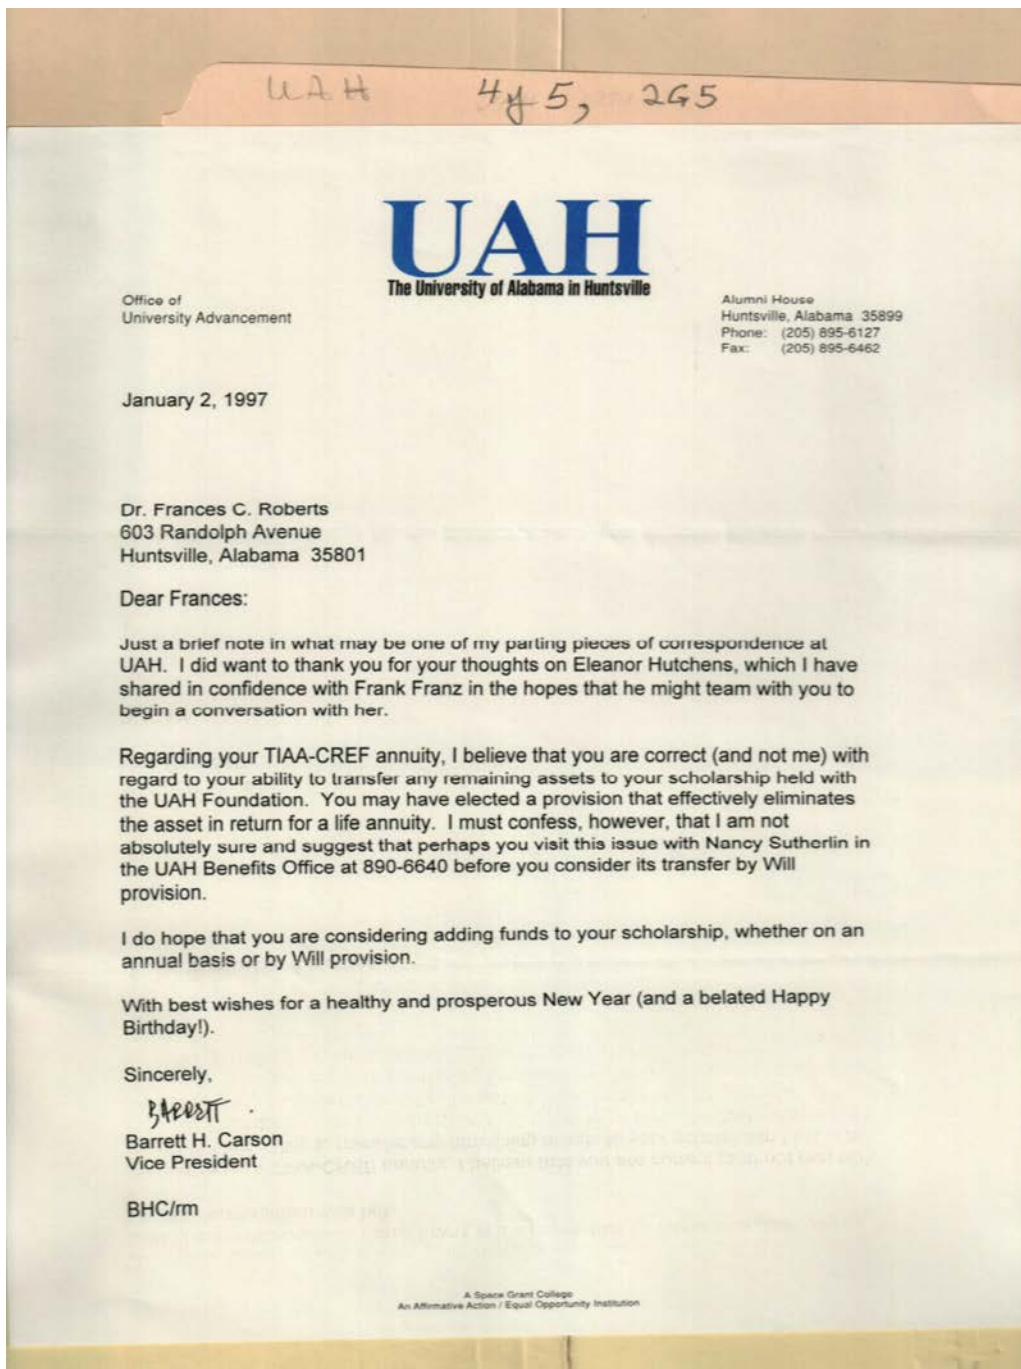 UAH 4y5, 2G5
UAH
The University of Alabama in Huntsville
Office of
University Advancement
Alumni House
Huntsville, Alabama 35899
Phone: (205) 895-6127
Fax: (205) 895-6462
January 2, 1997
Dr. Frances C. Roberts
603 Randolph Avenue
Huntsville, Alabama 35801
Dear Frances:
Just a brief note in what may be one of my parting pieces of correspondence at
UAH. I did want to thank you for your thoughts on Eleanor Hutchens, which I have
shared in confidence with Frank Franz in the hopes that he might team with you to
begin a conversation with her.
Regarding your TIAA-CREF annuity, I believe that you are correct (and not me) with
regard to your ability to transfer any remaining assets to your scholarship held with
the UAH Foundation. You may have elected a provision that effectively eliminates
the asset in return for a life annuity. I must confess, however, that I am not
absolutely sure and suggest that perhaps you visit this issue with Nancy Sutherlin in
the UAH Benefits Office at 890-6640 before you consider its transfer by Will
provision.
I do hope that you are considering adding funds to your scholarship, whether on an
annual basis or by Will provision.
With best wishes for a healthy and prosperous New Year (and a belated Happy
Birthday!).
Sincerely,
Barrett
Barrett H. Carson
Vice President
BHC/rm
A Space Grant College
An Affirmative Action / Equal Opportunity Institution